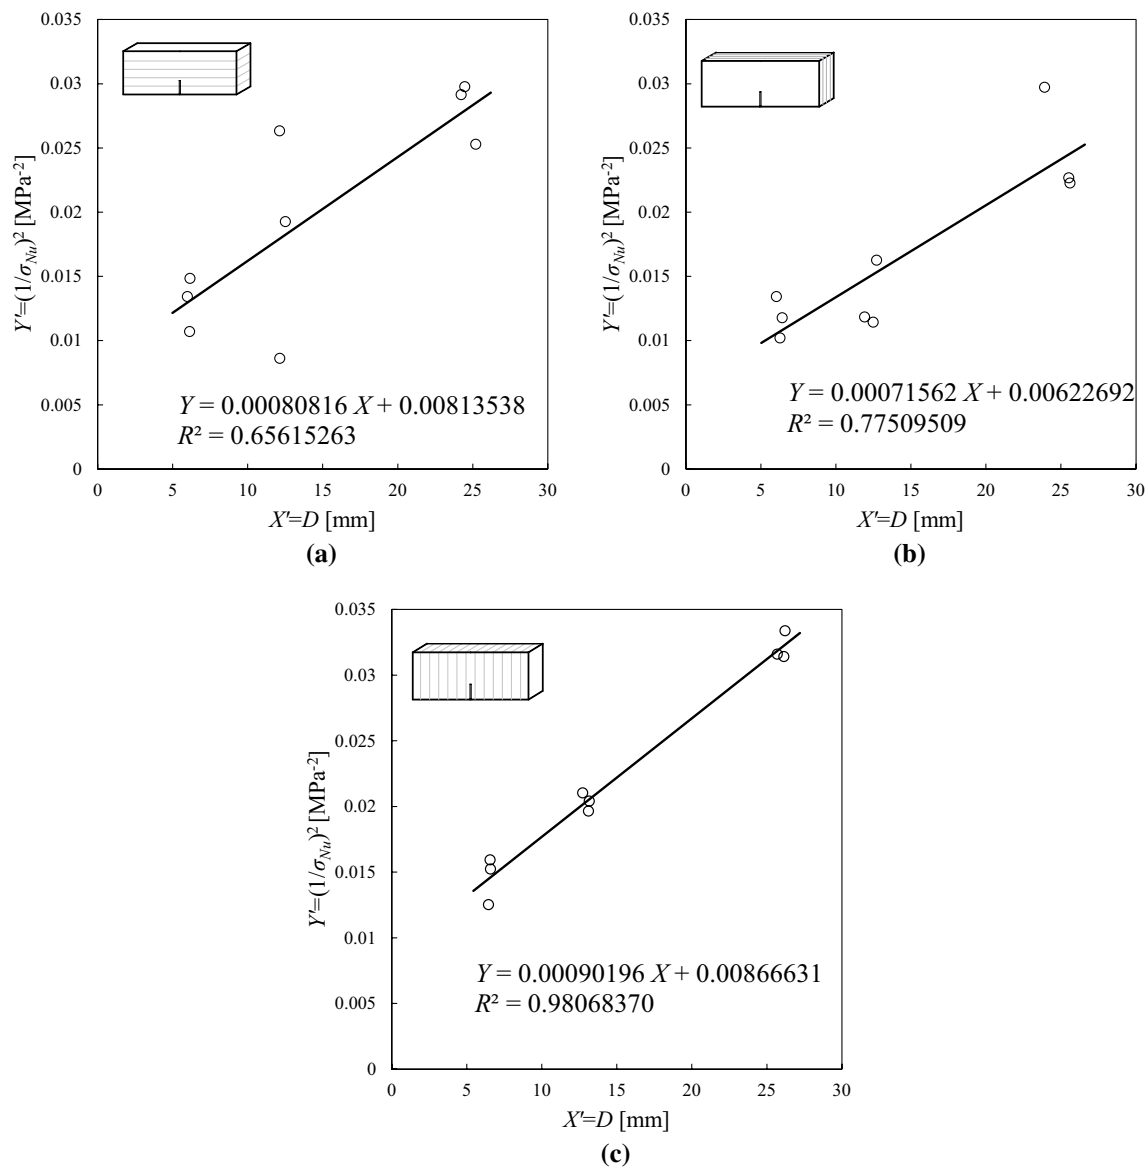 0.035
0.03
0.025
0.02
0.015
0.01
0.005
0
Y'=(1/σNu)² [MPa⁻²]
Y = 0.00080816 X + 0.00813538
R² = 0.65615263
0 5 10 15 20 25 30
X'=D [mm]
(a)
0.035
0.03
0.025
0.02
0.015
0.01
0.005
0
Y'=(1/σNu)² [MPa⁻²]
Y = 0.00071562 X + 0.00622692
R² = 0.77509509
0 5 10 15 20 25 30
X'=D [mm]
(b)
0.035
0.03
0.025
0.02
0.015
0.01
0.005
0
Y'=(1/σNu)² [MPa⁻²]
Y = 0.00090196 X + 0.00866631
R² = 0.98068370
0 5 10 15 20 25 30
X'=D [mm]
(c)